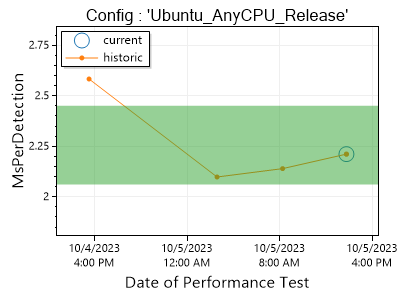 Config : 'Ubuntu_AnyCPU_Release'
current
historic
MsPerDetection
2.75
2.5
2.25
2
10/4/2023
4:00 PM
10/5/2023
12:00 AM
10/5/2023
8:00 AM
10/5/2023
4:00 PM
Date of Performance Test